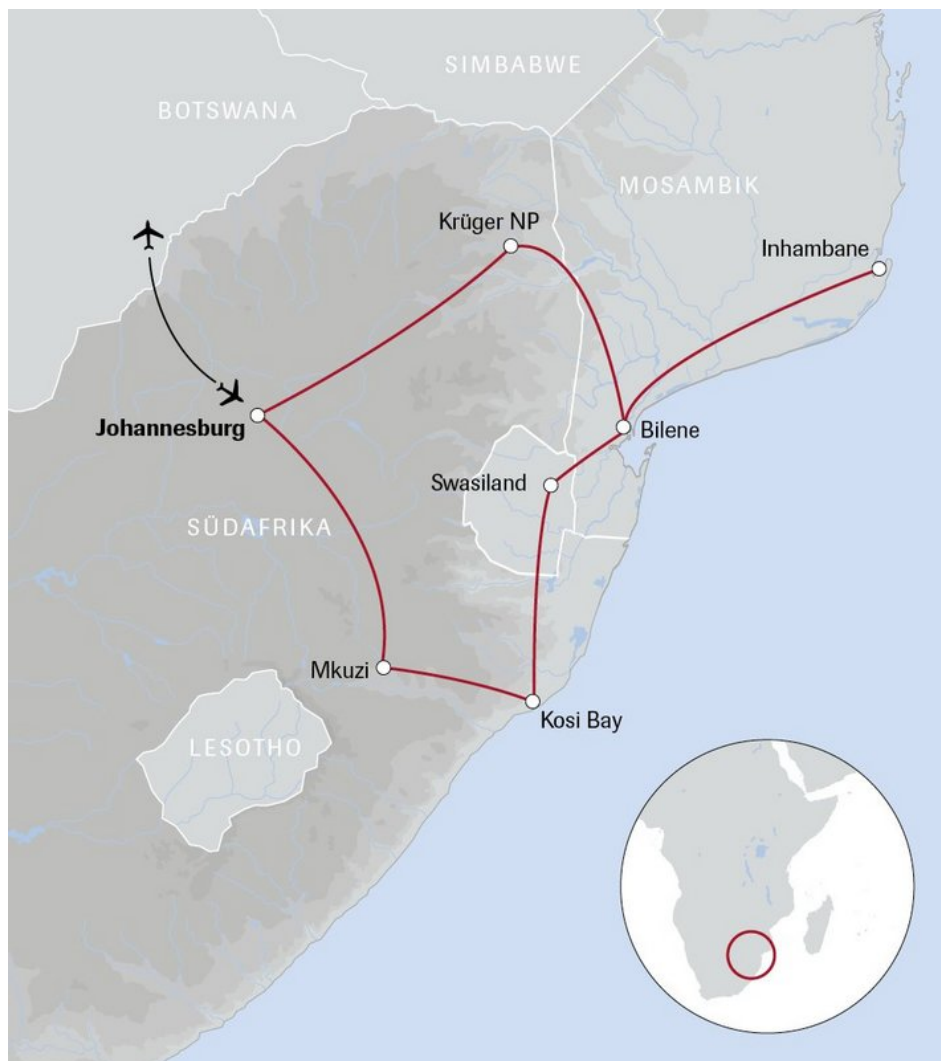 SIMBABWE
BOTSWANA
MOSAMBIK
Krüger NP
Inhambane
Johannesburg
Bilene
Swasiland
SÜDAFRIKA
Mkuzi
Kosi Bay
LESOTHO